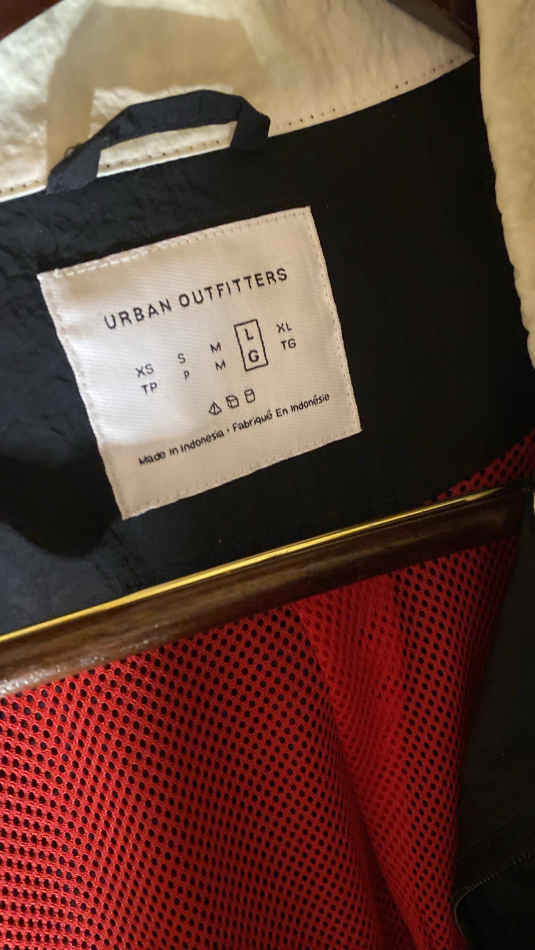 URBAN OUTFITTERS
XS S M L XL
TP P M G TG
Made In Indonesia • Fabriqué En Indonésie